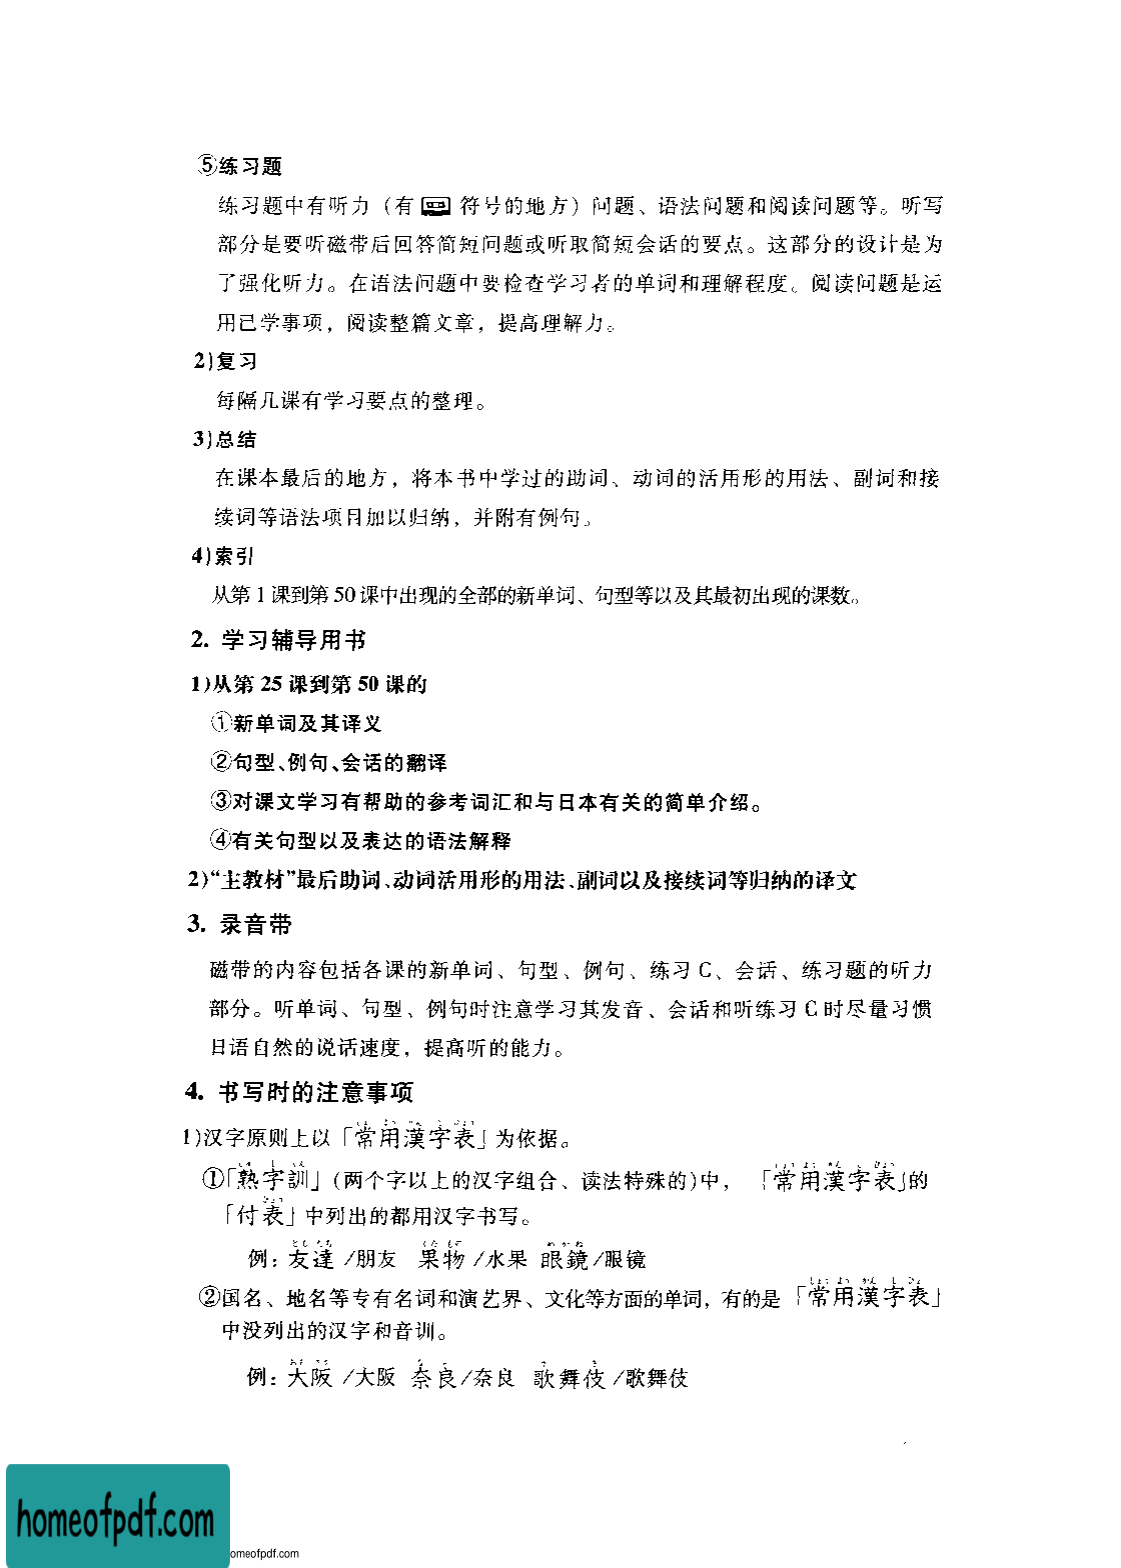 ⑤练习题
练习题中有听力（有 符号的地方）问题、语法问题和阅读问题等。听写
部分是要听磁带后回答简短问题或听取简短会话的要点。这部分的设计是为
了强化听力。在语法问题中要检查学习者的单词和理解程度。阅读问题是运
用已学事项，阅读整篇文章，提高理解力。
2)复习
每隔几课有学习要点的整理。
3)总结
在课本最后的地方，将本书中学过的助词、动词的活用形的用法、副词和接
续词等语法项目加以归纳，并附有例句。
4)索引
从第 1 课到第 50 课中出现的全部的新单词、句型等以及其最初出现的课数。
2. 学习辅导用书
1)从第 25 课到第 50 课的
①新单词及其译义
②句型、例句、会话的翻译
③对课文学习有帮助的参考词汇和与日本有关的简单介绍。
④有关句型以及表达的语法解释
2)“主教材”最后助词、动词活用形的用法、副词以及接续词等归纳的译文
3. 录音带
磁带的内容包括各课的新单词、句型、例句、练习 C、会话、练习题的听力
部分。听单词、句型、例句时注意学习其发音、会话和听练习 C 时尽量习惯
日语自然的说话速度，提高听的能力。
4. 书写时的注意事项
1)汉字原则上以「常用漢字表」为依据。
①「熟字訓」(两个字以上的汉字组合、读法特殊的)中，「常用漢字表」的
「付表」中列出的都用汉字书写。
例: 友達 /朋友 果物 /水果 眼鏡/眼镜
②国名、地名等专有名词和演艺界、文化等方面的单词，有的是「常用漢字表」
中没列出的汉字和音训。
例: 大阪 /大阪 奈良/奈良 歌舞伎 /歌舞伎
homeofpdf.com
omeofpdf.com